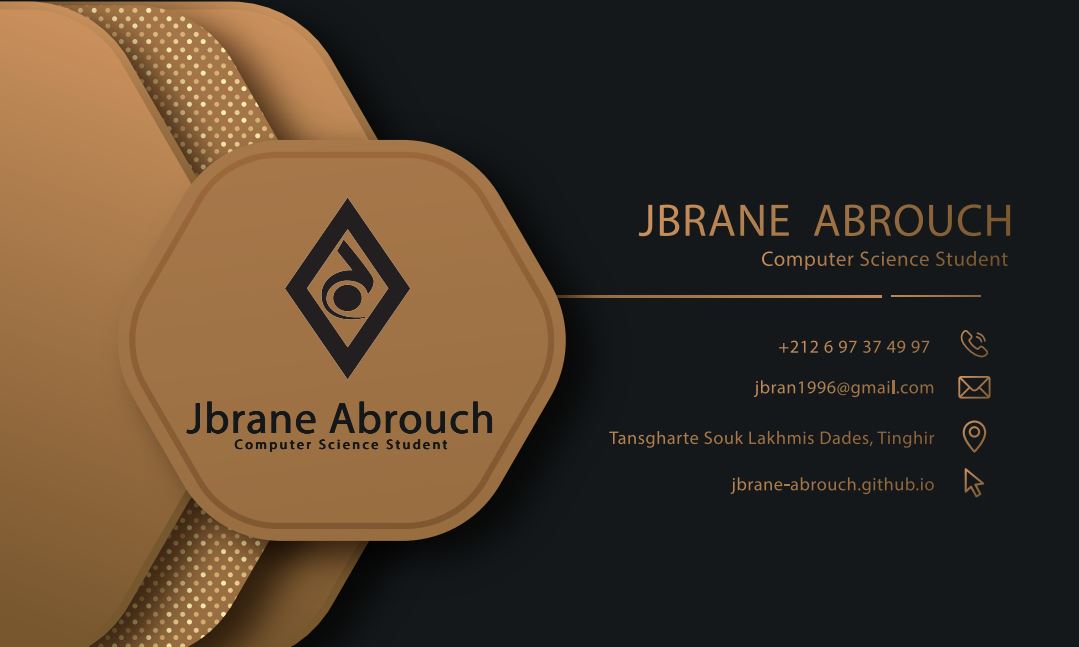 Jbrane Abrouch
Computer Science Student
JBRANE ABROUCH
Computer Science Student
+212 6 97 37 49 97
jbran1996@gmail.com
Tansgharte Souk Lakhmis Dades, Tinghir
jbrane-abrouch.github.io